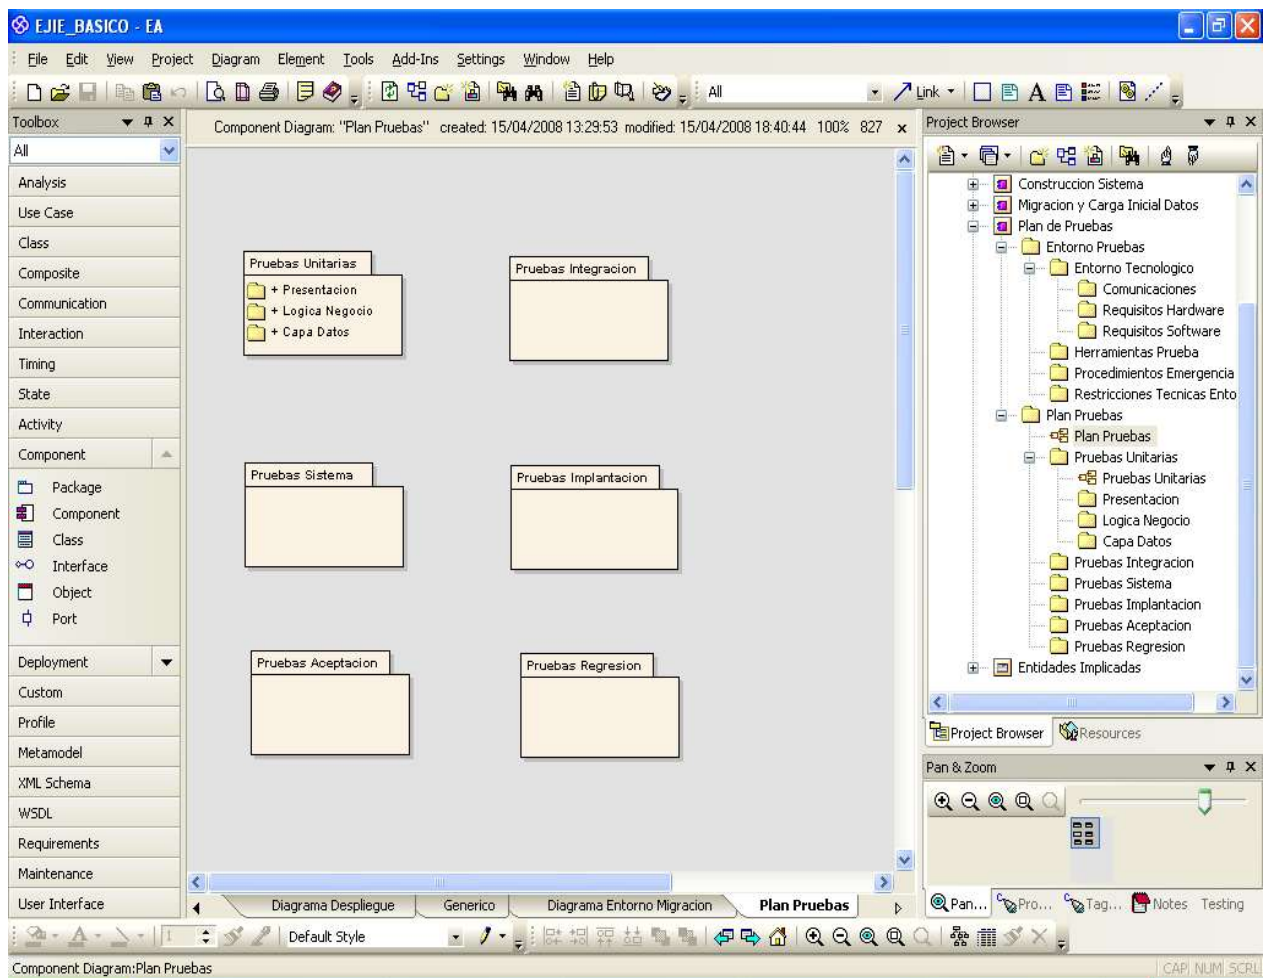 EJIE_BASICO - EA
File Edit View Project Diagram Element Tools Add-Ins Settings Window Help
All
Link
A
Toolbox
All
Analysis
Use Case
Class
Composite
Communication
Interaction
Timing
State
Activity
Component
Package
Component
Class
Interface
Object
Port
Deployment
Custom
Profile
Metamodel
XML Schema
WSDL
Requirements
Maintenance
User Interface
Component Diagram: "Plan Pruebas" created: 15/04/2008 13:29:53 modified: 15/04/2008 18:40:44 100% 827
Pruebas Unitarias
+ Presentacion
+ Logica Negocio
+ Capa Datos
Pruebas Integracion
Pruebas Sistema
Pruebas Implantacion
Pruebas Aceptacion
Pruebas Regresion
Diagrama Despliegue Generico Diagrama Entorno Migracion Plan Pruebas
Project Browser
Construccion Sistema
Migracion y Carga Inicial Datos
Plan de Pruebas
Entorno Pruebas
Entorno Tecnologico
Comunicaciones
Requisitos Hardware
Requisitos Software
Herramientas Prueba
Procedimientos Emergencia
Restricciones Tecnicas Ento
Plan Pruebas
Plan Pruebas
Pruebas Unitarias
Pruebas Unitarias
Presentacion
Logica Negocio
Capa Datos
Pruebas Integracion
Pruebas Sistema
Pruebas Implantacion
Pruebas Aceptacion
Pruebas Regresion
Entidades Implicadas
Project Browser Resources
Pan & Zoom
Pan... Pro... Tag... Notes Testing
A 1 Default Style
Component Diagram:Plan Pruebas
CAP NUM SCRL